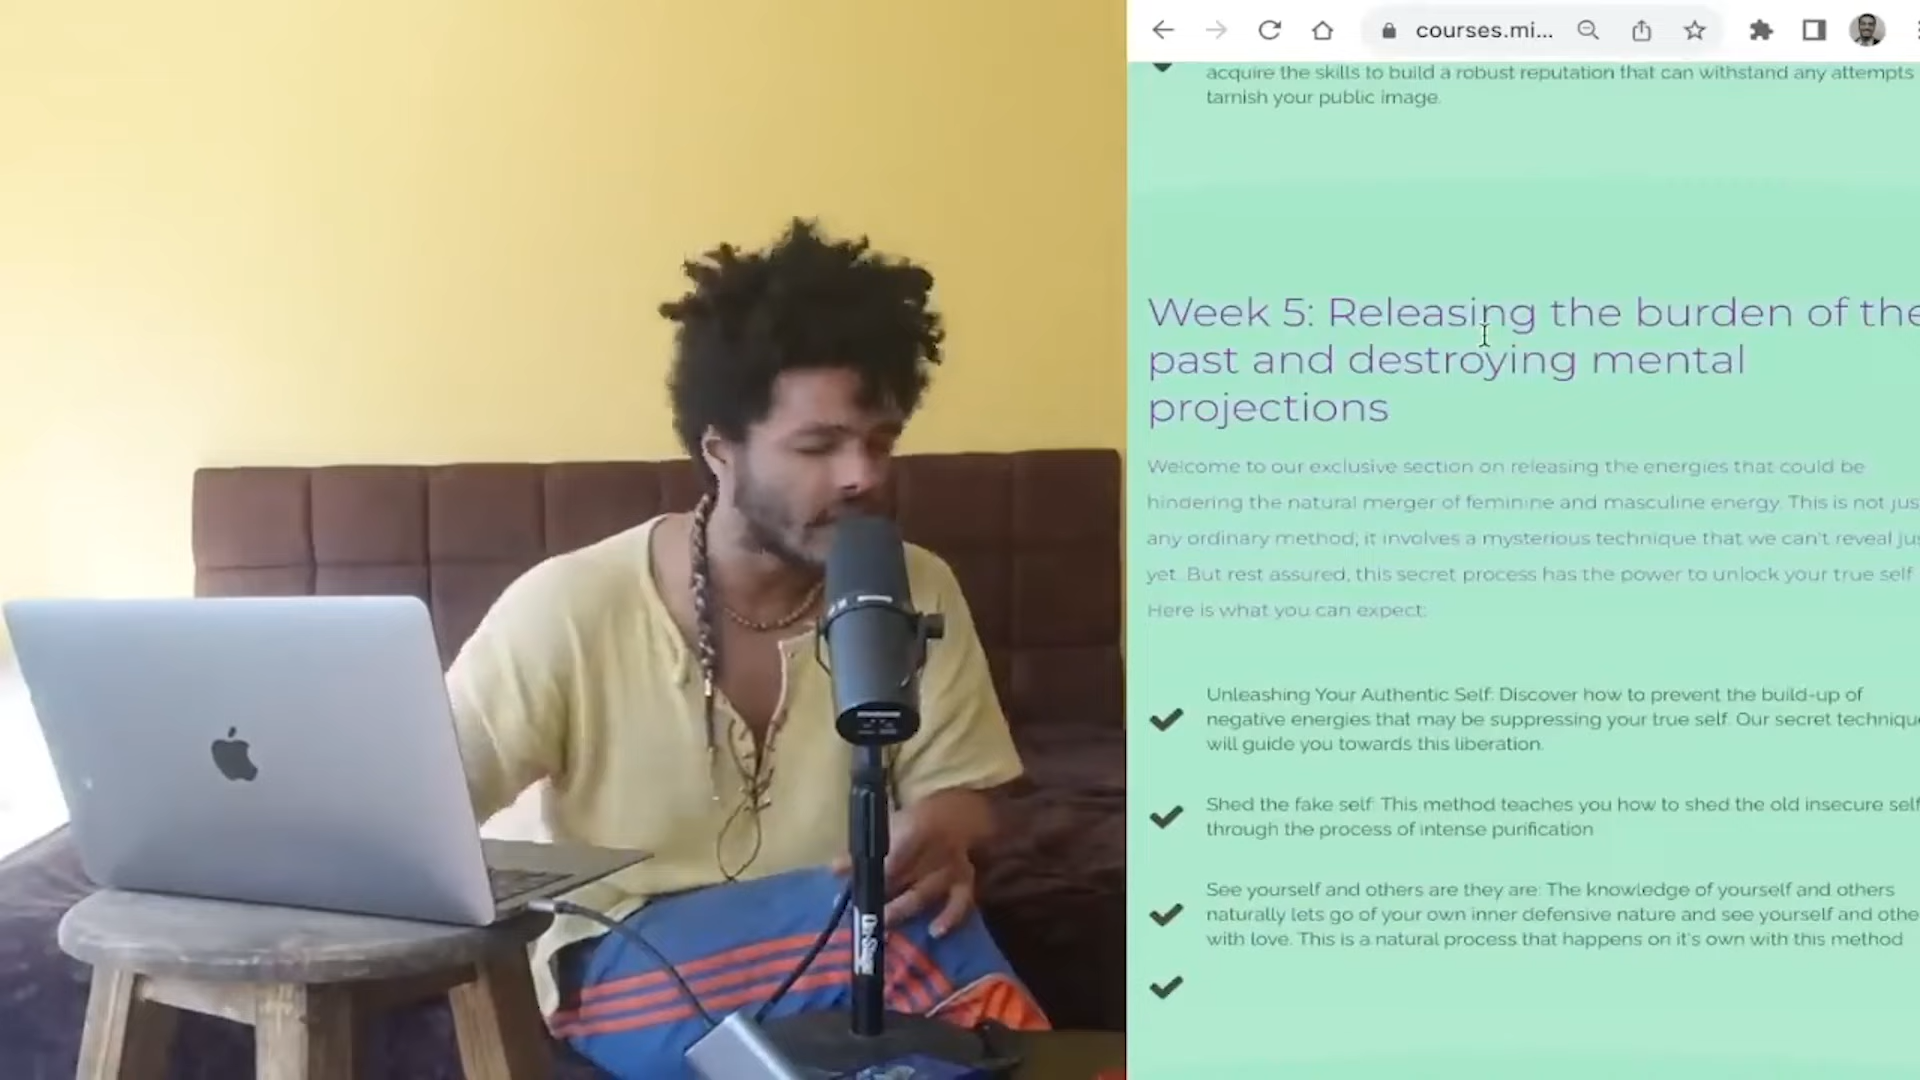 courses.mi...
acquire the skills to build a robust reputation that can withstand any attempts
tarnish your public image.
Week 5: Releasing the burden of the
past and destroying mental
projections
Welcome to our exclusive section on releasing the energies that could be
hindering the natural merger of feminine and masculine energy. This is not jus
any ordinary method; it involves a mysterious technique that we can't reveal jus
yet. But rest assured, this secret process has the power to unlock your true self
Here is what you can expect:
Unleashing Your Authentic Self: Discover how to prevent the build-up of
negative energies that may be suppressing your true self. Our secret technique
will guide you towards this liberation.
Shed the fake self: This method teaches you how to shed the old insecure self
through the process of intense purification
See yourself and others are they are: The knowledge of yourself and others
naturally lets go of your own inner defensive nature and see yourself and othe
with love. This is a natural process that happens on it's own with this method
On-Stage